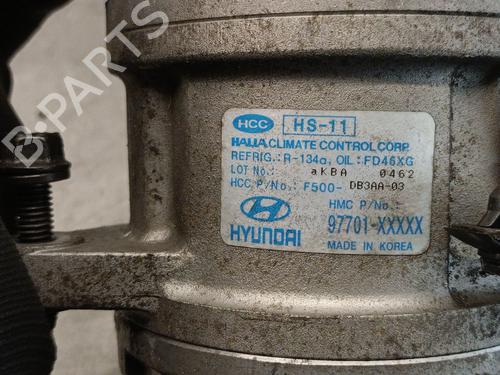 B PARTS
HCC HS-11
HALLA CLIMATE CONTROL CORP.
REFRIG.: R-134a, OIL: FD46XG
LOT No.: aKBA 0462
HCC P/No.: F500-DB3AA-03
HMC P/No.:
HYUNDAI 97701-XXXXX
MADE IN KOREA